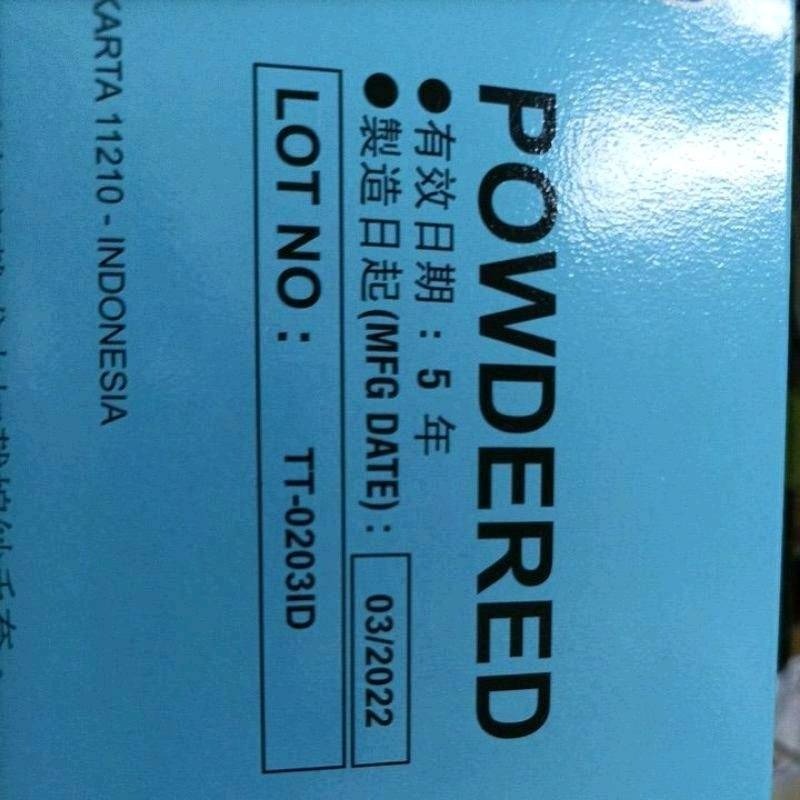 POWDERED
●有效日期：5 年
●製造日起(MFG DATE)： 03/2022
LOT NO： TT-0203ID
KARTA 11210 - INDONESIA